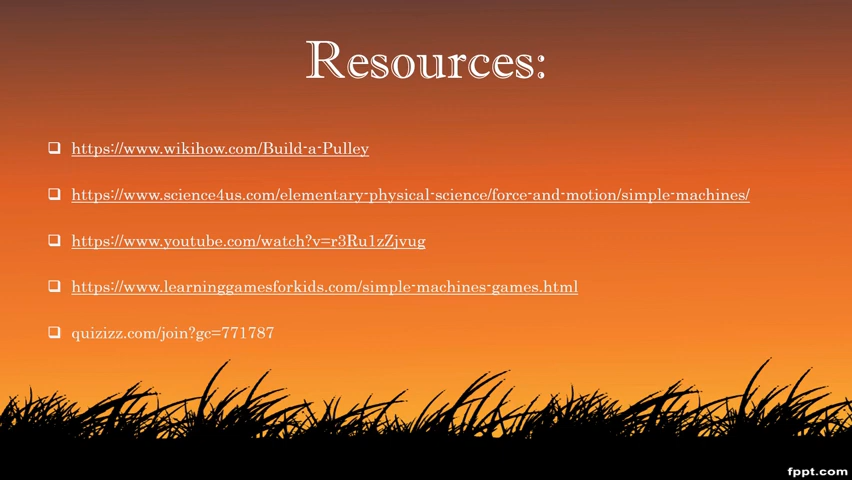 Resources:
https://www.wikihow.com/Build-a-Pulley
https://www.science4us.com/elementary-physical-science/force-and-motion/simple-machines/
https://www.youtube.com/watch?v=r3Ru1zZjvug
https://www.learninggamesforkids.com/simple-machines-games.html
quizizz.com/join?gc=771787
fppt.com